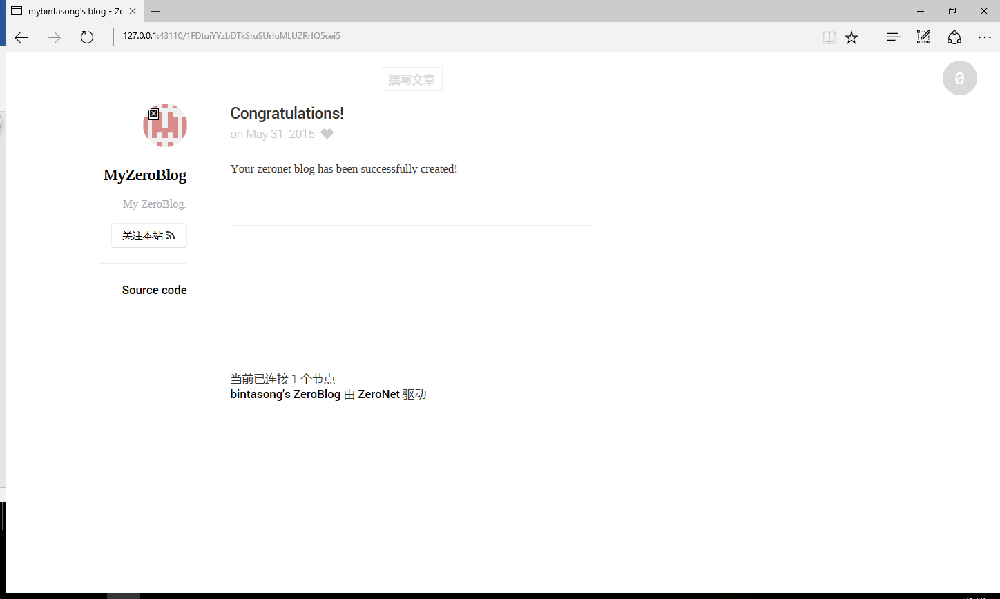 mybintasong's blog - Ze
127.0.0.1:43110/1FDtuiYYzbDTkSruSUrfuMLUZRrfQ5cei5
撰写文章
0
MyZeroBlog
My ZeroBlog.
关注本站
Source code
Congratulations!
on May 31, 2015
Your zeronet blog has been successfully created!
当前已连接 1 个节点
bintasong's ZeroBlog 由 ZeroNet 驱动